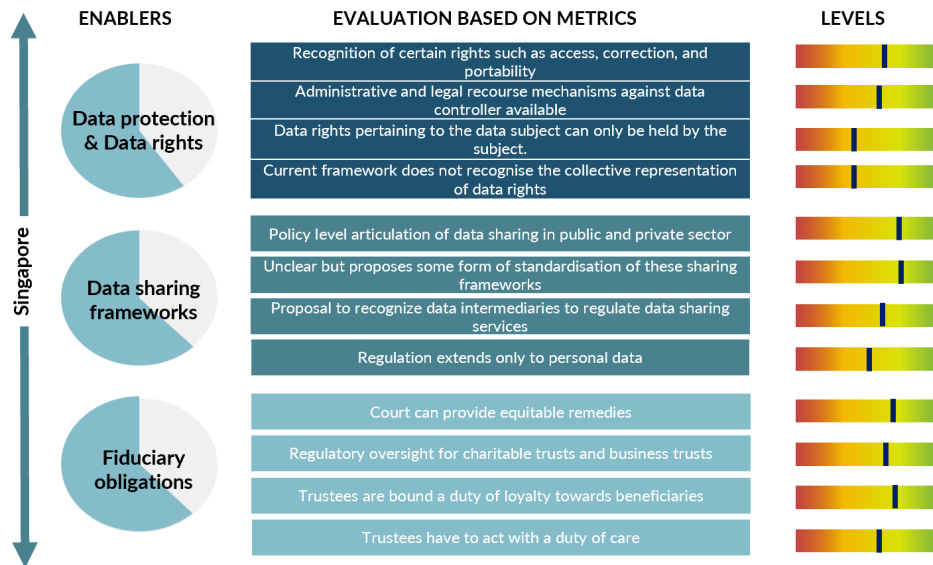 ENABLERS
EVALUATION BASED ON METRICS
LEVELS
Singapore
Data protection
& Data rights
Recognition of certain rights such as access, correction, and
portability
Administrative and legal recourse mechanisms against data
controller available
Data rights pertaining to the data subject can only be held by the
subject.
Current framework does not recognise the collective representation
of data rights
Data sharing
frameworks
Policy level articulation of data sharing in public and private sector
Unclear but proposes some form of standardisation of these sharing
frameworks
Proposal to recognize data intermediaries to regulate data sharing
services
Regulation extends only to personal data
Fiduciary
obligations
Court can provide equitable remedies
Regulatory oversight for charitable trusts and business trusts
Trustees are bound a duty of loyalty towards beneficiaries
Trustees have to act with a duty of care